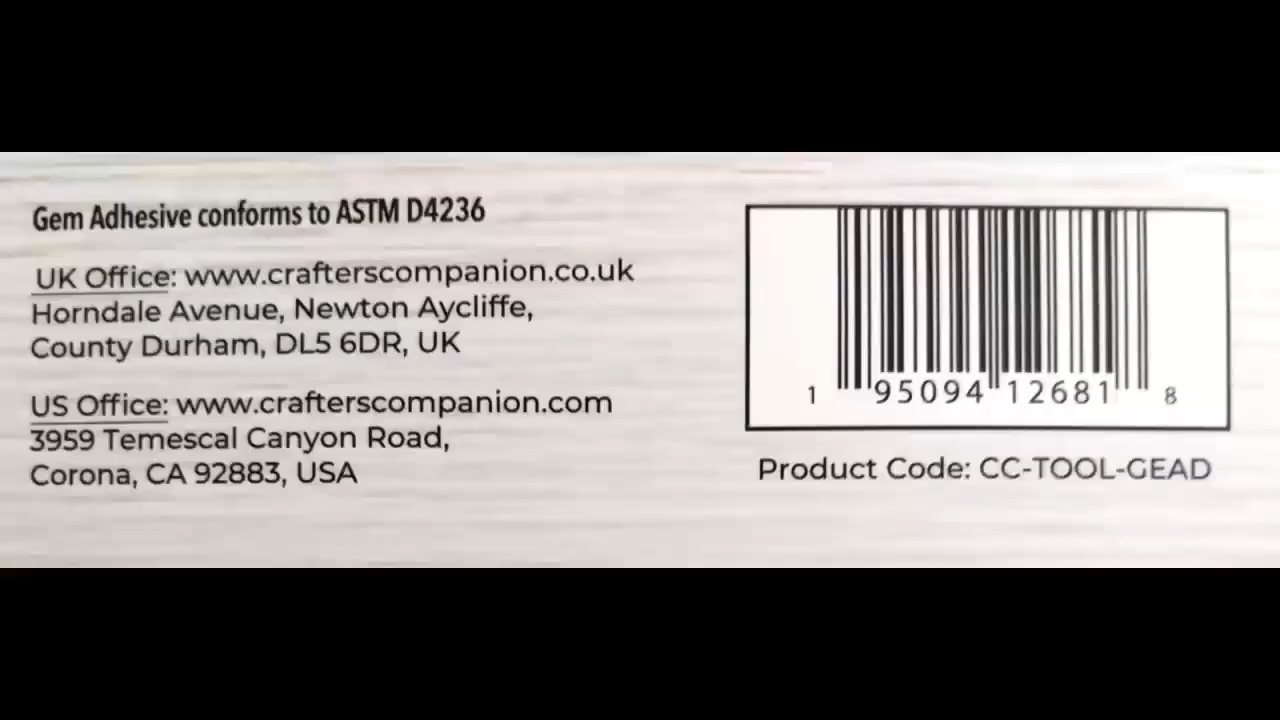 Gem Adhesive conforms to ASTM D4236
UK Office: www.crafterscompanion.co.uk
Horndale Avenue, Newton Aycliffe,
County Durham, DL5 6DR, UK
US Office: www.crafterscompanion.com
3959 Temescal Canyon Road,
Corona, CA 92883, USA
1 95094 12681 8
Product Code: CC-TOOL-GEAD